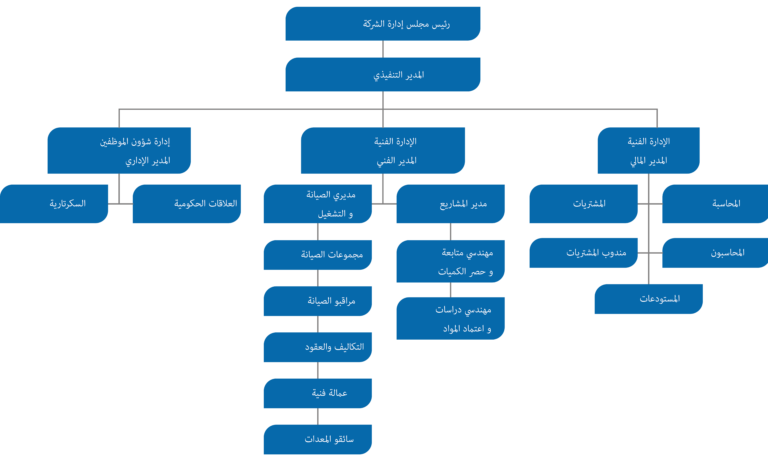 رئيس مجلس إدارة الشركة
المدير التنفيذي
الإدارة الفنية
المدير المالي
الإدارة الفنية
المدير الفني
إدارة شؤون الموظفين
المدير الإداري
المحاسبة
المشتريات
مدير المشاريع
مديري الصيانة
و التشغيل
العلاقات الحكومية
السكرتارية
المحاسبون
مندوب المشتريات
مهندسي متابعة
و حصر الكميات
مجموعات الصيانة
المستودعات
مهندسي دراسات
و اعتماد المواد
مراقبو الصيانة
التكاليف والعقود
عمالة فنية
سائقو المعدات